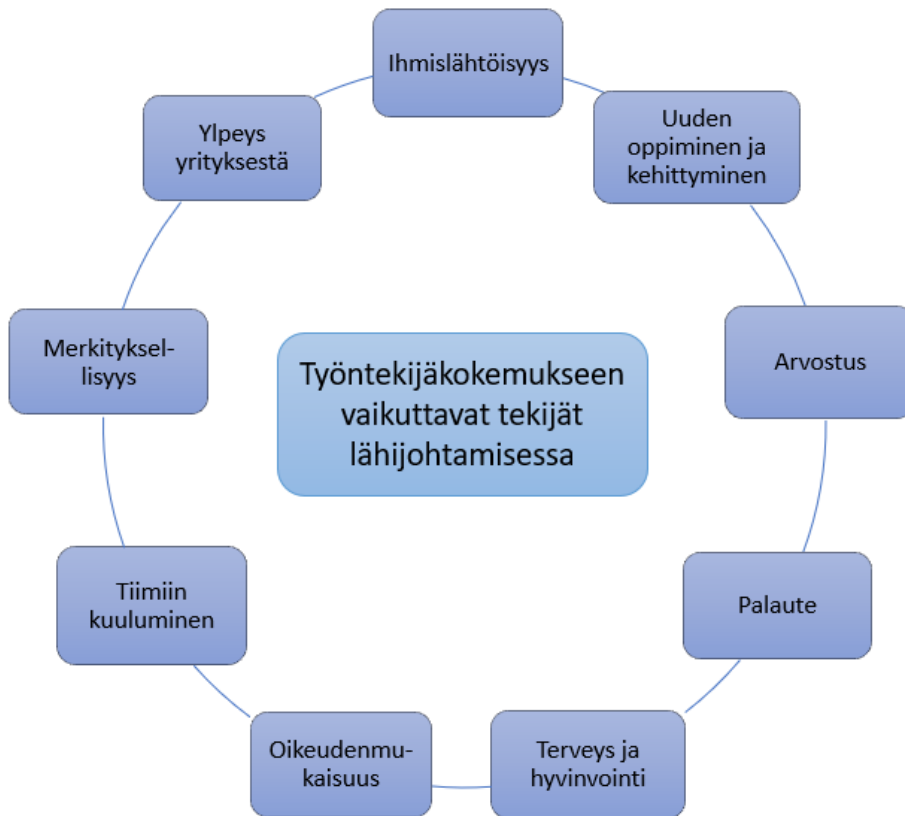 Ihmislähtöisyys
Uuden
oppiminen ja
kehittyminen
Arvostus
Palaute
Terveys ja
hyvinvointi
Oikeudenmu-
kaisuus
Tiimiin
kuuluminen
Merkityksel-
lisyys
Ylpeys
yrityksestä
Työntekijäkokemukseen
vaikuttavat tekijät
lähijohtamisessa